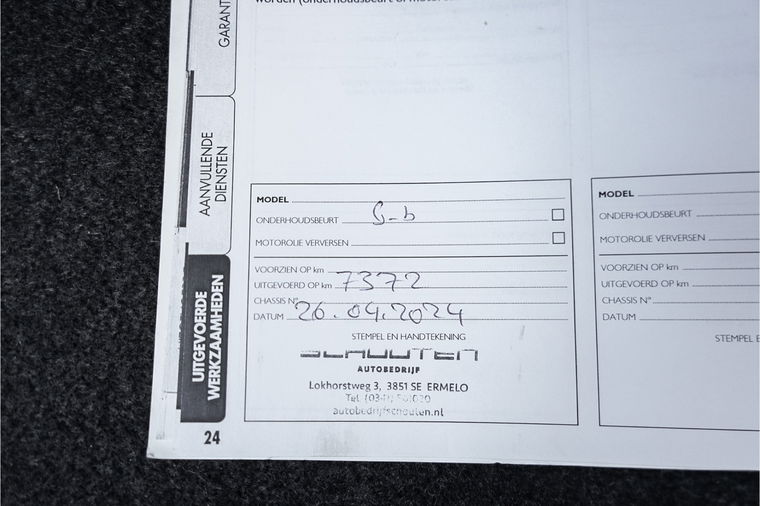 GARANT
AANVULLENDE
DIENSTEN
UITGEVOERDE
WERKZAAMHEDEN
24
MODEL
ONDERHOUDSBEURT
MOTOROLIE VERVERSEN
VOORZIEN OP km
UITGEVOERD OP km 7372
CHASSIS N°
DATUM 26.04.2024
STEMPEL EN HANDTEKENING
SCHOUTEN
AUTOBEDRIJF
Lokhorstweg 3, 3851 SE ERMELO
Tel.
autobedrijfschouten.nl
MODEL
ONDERHOUDSBEURT
MOTOROLIE VERVERSEN
VOORZIEN OP km
UITGEVOERD OP km
CHASSIS N°
DATUM
STEMPEL E